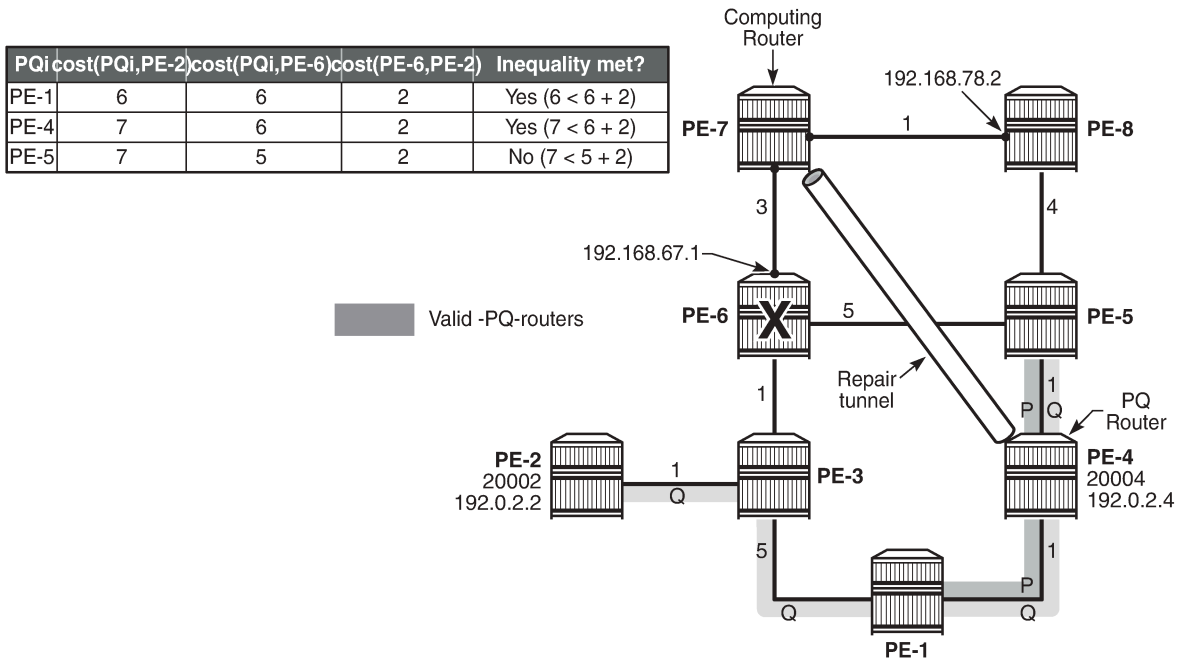 Computing
Router
PQi cost(PQi,PE-2) cost(PQi,PE-6) cost(PE-6,PE-2) Inequality met?
PE-1 6 6 2 Yes (6 < 6 + 2)
PE-4 7 6 2 Yes (7 < 6 + 2)
PE-5 7 5 2 No (7 < 5 + 2)
192.168.78.2
PE-7
1
PE-8
3
4
192.168.67.1
Valid -PQ-routers
PE-6
X
5
PE-5
Repair
tunnel
1
1
P
Q
PQ
Router
PE-2
20002
192.0.2.2
1
Q
PE-3
PE-4
20004
192.0.2.4
5
1
P
Q
Q
PE-1